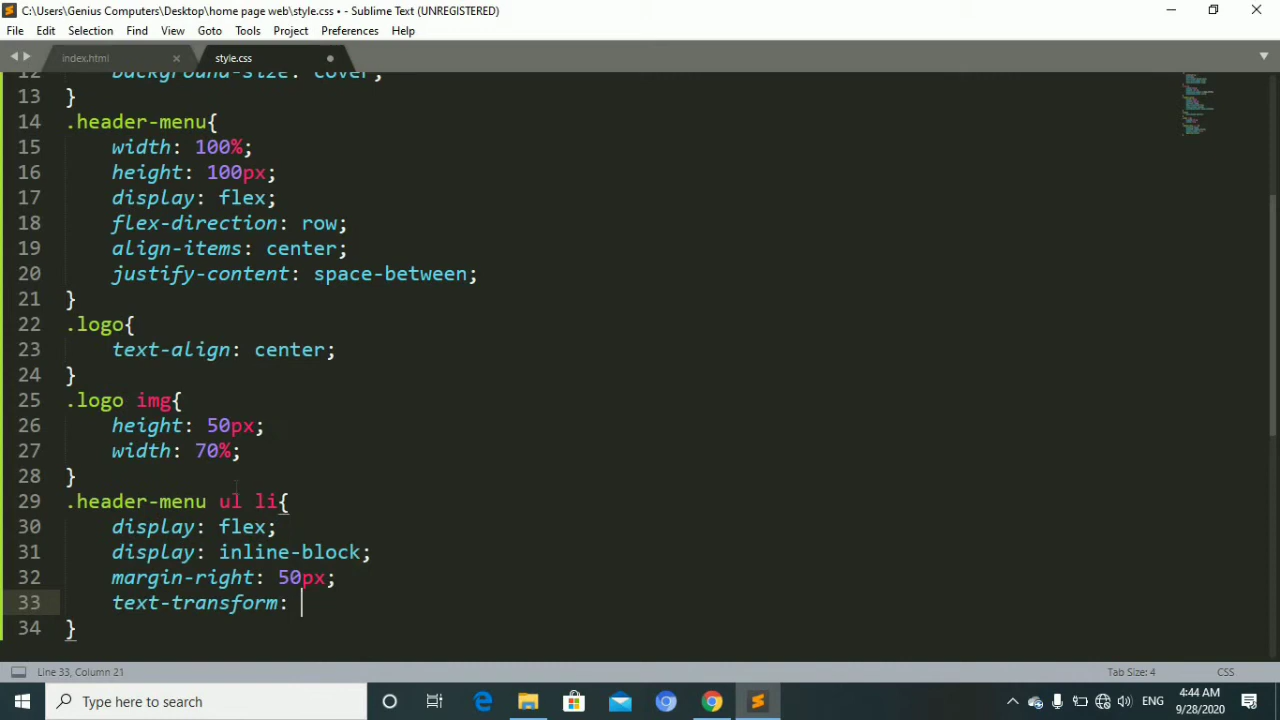 C:\Users\Genius Computers\Desktop\home page web\style.css • - Sublime Text (UNREGISTERED)
File Edit Selection Find View Goto Tools Project Preferences Help
index.html style.css
12 background-size: cover;
13 }
14 .header-menu{
15 width: 100%;
16 height: 100px;
17 display: flex;
18 flex-direction: row;
19 align-items: center;
20 justify-content: space-between;
21 }
22 .logo{
23 text-align: center;
24 }
25 .logo img{
26 height: 50px;
27 width: 70%;
28 }
29 .header-menu ul li{
30 display: flex;
31 display: inline-block;
32 margin-right: 50px;
33 text-transform:
34 }
Line 33, Column 21 Tab Size: 4 CSS
Type here to search ENG 4:44 AM
9/28/2020